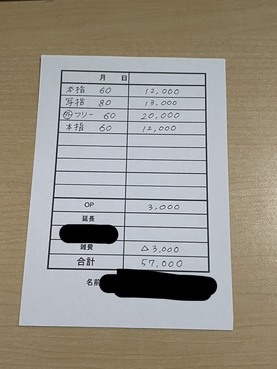 月 日
本指 60 12,000
写指 80 13,000
フリー 60 20,000
本指 60 12,000
OP 3,000
延長
雑費 △3,000
合計 57,000
名前